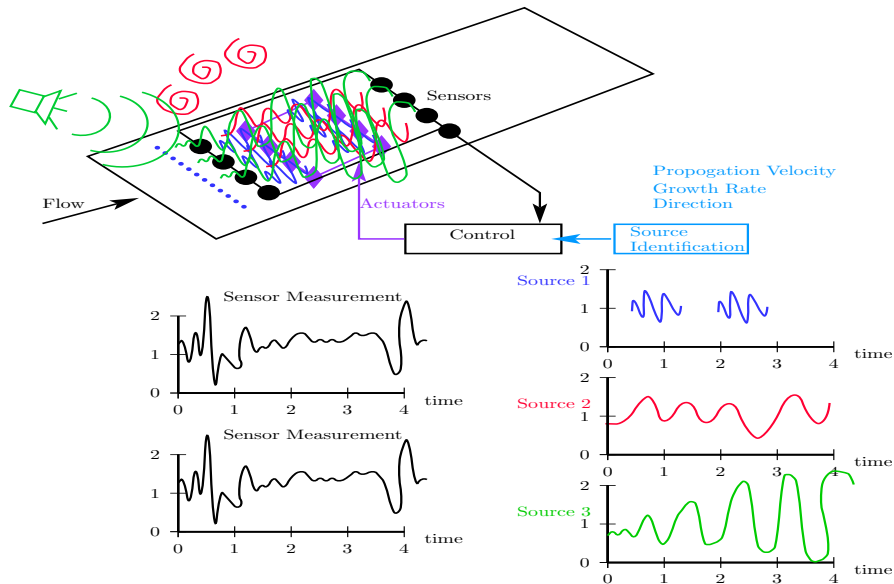 Sensors
Propogation Velocity
Growth Rate
Direction
Flow
Actuators
Control
Source
Identification
Sensor Measurement
2
1
0
0 1 2 3 4
time
Sensor Measurement
2
1
0
0 1 2 3 4
time
Source 1
2
1
0
0 1 2 3 4
time
Source 2
2
1
0
0 1 2 3 4
time
Source 3
2
1
0
0 1 2 3 4
time